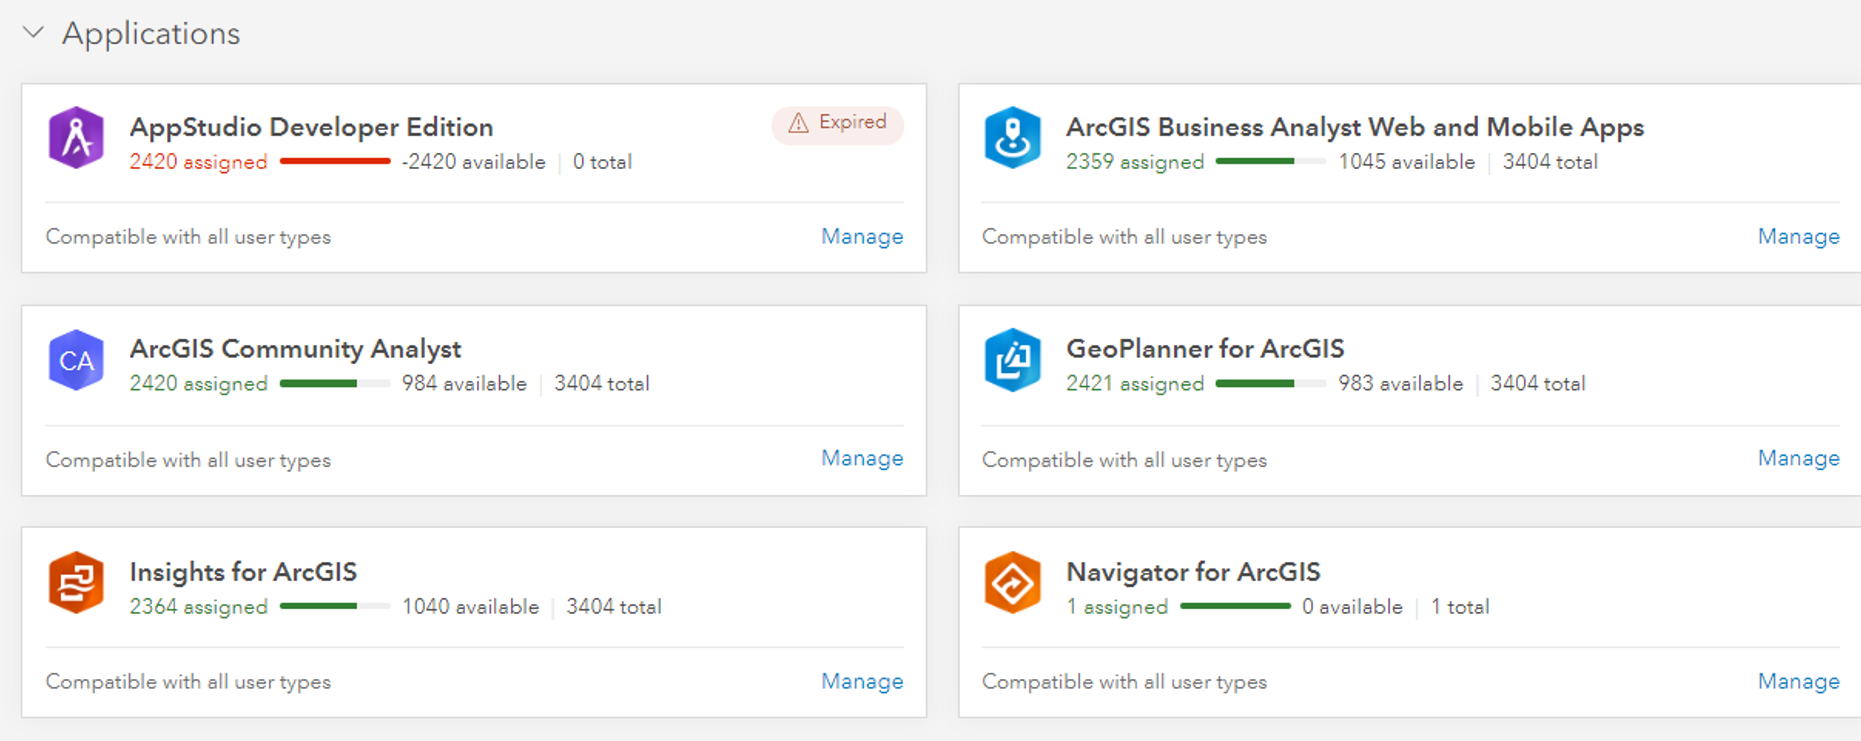 Applications
AppStudio Developer Edition
Expired
2420 assigned -2420 available 0 total
Compatible with all user types
Manage
ArcGIS Business Analyst Web and Mobile Apps
2359 assigned 1045 available 3404 total
Compatible with all user types
Manage
CA
ArcGIS Community Analyst
2420 assigned 984 available 3404 total
Compatible with all user types
Manage
GeoPlanner for ArcGIS
2421 assigned 983 available 3404 total
Compatible with all user types
Manage
Insights for ArcGIS
2364 assigned 1040 available 3404 total
Compatible with all user types
Manage
Navigator for ArcGIS
1 assigned 0 available 1 total
Compatible with all user types
Manage